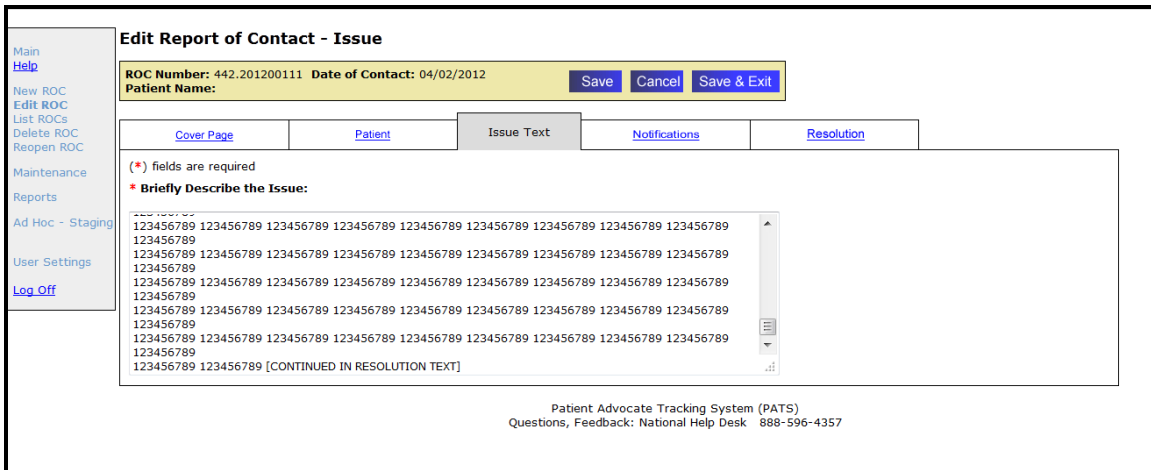 Edit Report of Contact - Issue
Main
Help
New ROC
Edit ROC
List ROCs
Delete ROC
Reopen ROC
Maintenance
Reports
Ad Hoc - Staging
User Settings
Log Off
ROC Number: 442.201200111 Date of Contact: 04/02/2012
Patient Name:
Save Cancel Save & Exit
Cover Page Patient Issue Text Notifications Resolution
(*) fields are required
* Briefly Describe the Issue:
123456789
123456789 123456789 123456789 123456789 123456789 123456789 123456789 123456789 123456789
123456789
123456789 123456789 123456789 123456789 123456789 123456789 123456789 123456789 123456789
123456789
123456789 123456789 123456789 123456789 123456789 123456789 123456789 123456789 123456789
123456789
123456789 123456789 123456789 123456789 123456789 123456789 123456789 123456789 123456789
123456789
123456789 123456789 123456789 123456789 123456789 123456789 123456789 123456789 123456789
123456789
123456789 123456789 [CONTINUED IN RESOLUTION TEXT]
Patient Advocate Tracking System (PATS)
Questions, Feedback: National Help Desk 888-596-4357